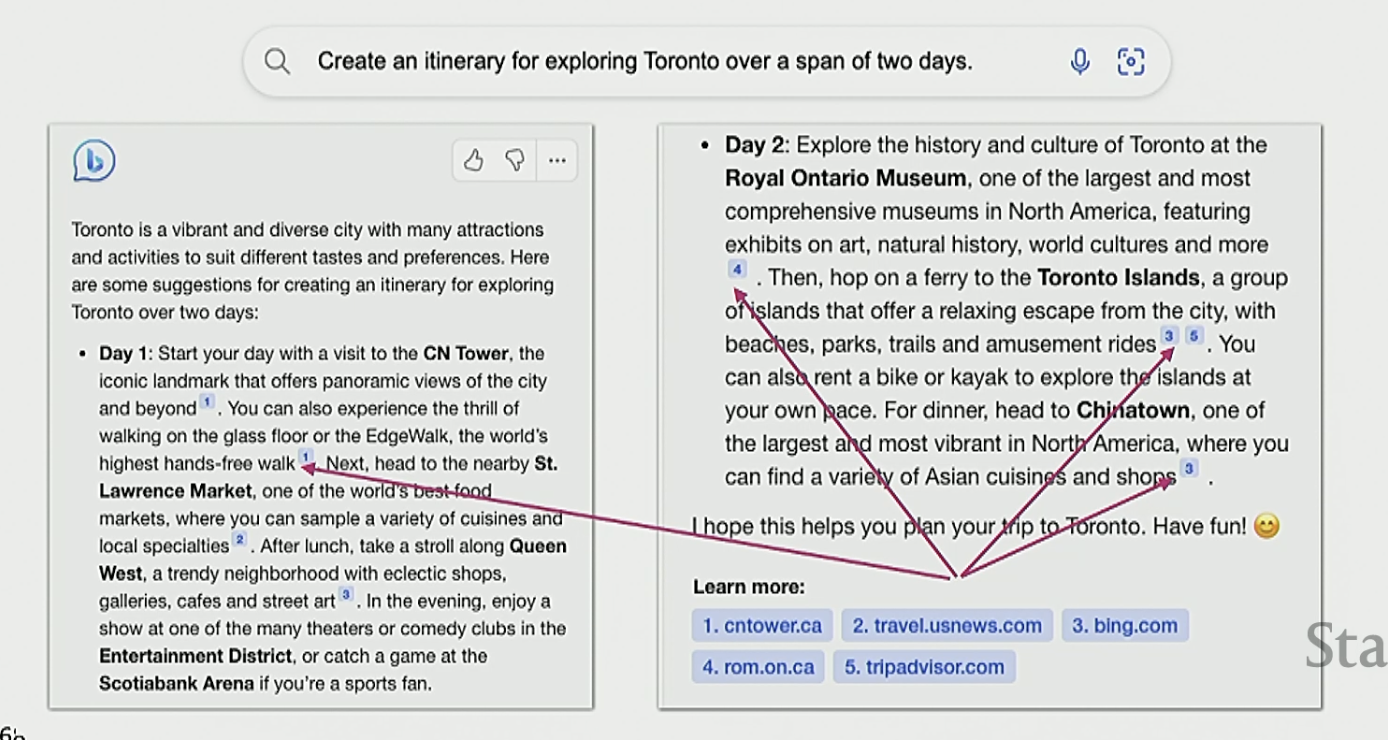 Create an itinerary for exploring Toronto over a span of two days.
Toronto is a vibrant and diverse city with many attractions
and activities to suit different tastes and preferences. Here
are some suggestions for creating an itinerary for exploring
Toronto over two days:
• Day 1: Start your day with a visit to the CN Tower, the
iconic landmark that offers panoramic views of the city
and beyond 1 . You can also experience the thrill of
walking on the glass floor or the EdgeWalk, the world's
highest hands-free walk 1 . Next, head to the nearby St.
Lawrence Market, one of the world's best food
markets, where you can sample a variety of cuisines and
local specialties 2 . After lunch, take a stroll along Queen
West, a trendy neighborhood with eclectic shops,
galleries, cafes and street art 3 . In the evening, enjoy a
show at one of the many theaters or comedy clubs in the
Entertainment District, or catch a game at the
Scotiabank Arena if you're a sports fan.
• Day 2: Explore the history and culture of Toronto at the
Royal Ontario Museum, one of the largest and most
comprehensive museums in North America, featuring
exhibits on art, natural history, world cultures and more
4 . Then, hop on a ferry to the Toronto Islands, a group
of islands that offer a relaxing escape from the city, with
beaches, parks, trails and amusement rides 3 5 . You
can also rent a bike or kayak to explore the islands at
your own pace. For dinner, head to Chinatown, one of
the largest and most vibrant in North America, where you
can find a variety of Asian cuisines and shops 3 .
I hope this helps you plan your trip to Toronto. Have fun! 😊
Learn more:
1. cntower.ca 2. travel.usnews.com 3. bing.com
4. rom.on.ca 5. tripadvisor.com
Sta